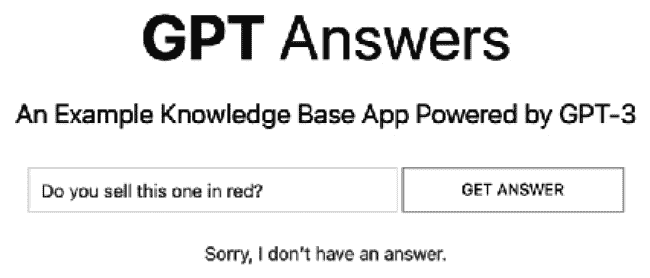 GPT Answers
An Example Knowledge Base App Powered by GPT-3
Do you sell this one in red? GET ANSWER
Sorry, I don't have an answer.